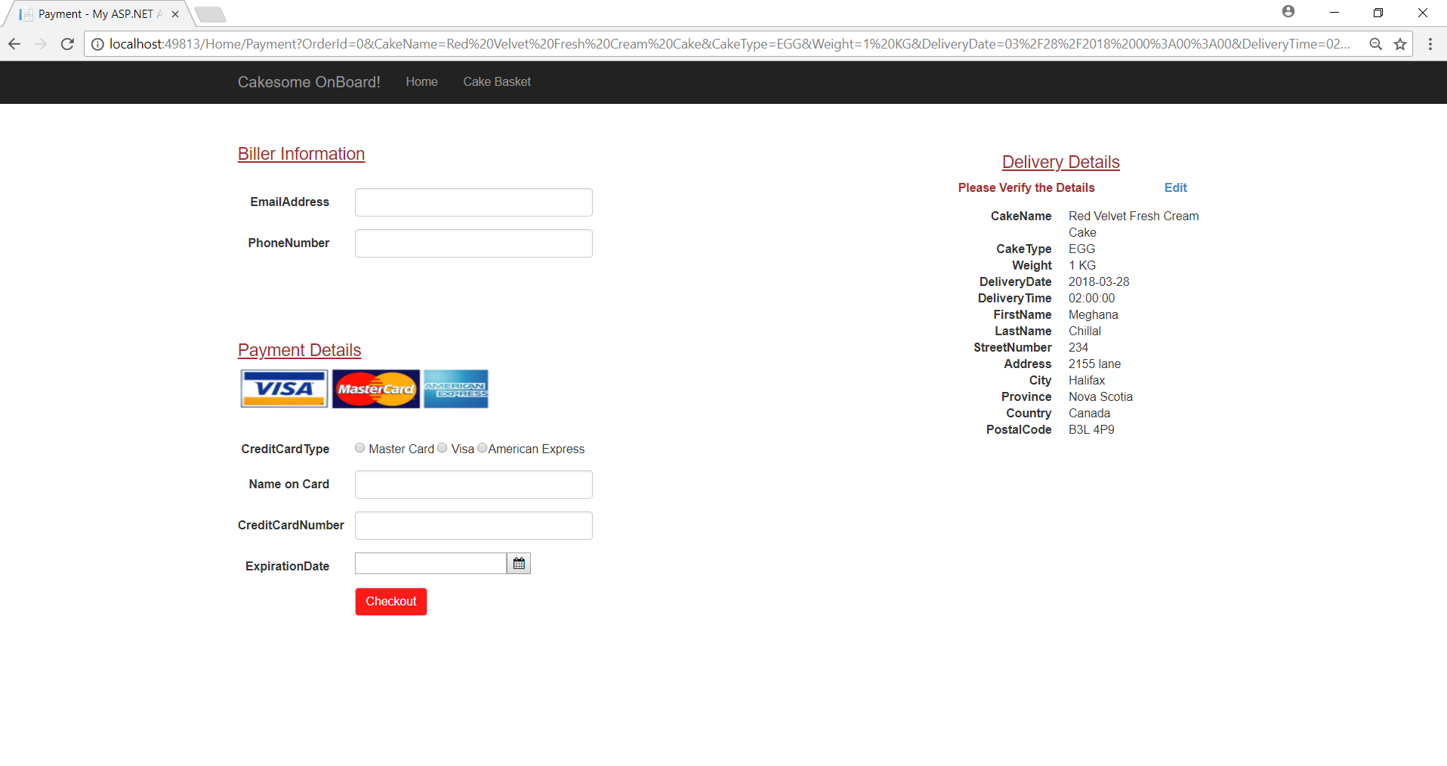 Payment - My ASP.NET A
localhost:49813/Home/Payment?OrderId=0&CakeName=Red%20Velvet%20Fresh%20Cream%20Cake&CakeType=EGG&Weight=1%20KG&DeliveryDate=03%2F28%2F2018%2000%3A00%3A00&DeliveryTime=02...
Cakesome OnBoard! Home Cake Basket
Biller Information
EmailAddress
PhoneNumber
Payment Details
VISA MasterCard AMERICAN EXPRESS
CreditCardType Master Card Visa American Express
Name on Card
CreditCardNumber
ExpirationDate
Checkout
Delivery Details
Please Verify the Details Edit
CakeName Red Velvet Fresh Cream
Cake
CakeType EGG
Weight 1 KG
DeliveryDate 2018-03-28
DeliveryTime 02:00:00
FirstName Meghana
LastName Chillal
StreetNumber 234
Address 2155 lane
City Halifax
Province Nova Scotia
Country Canada
PostalCode B3L 4P9